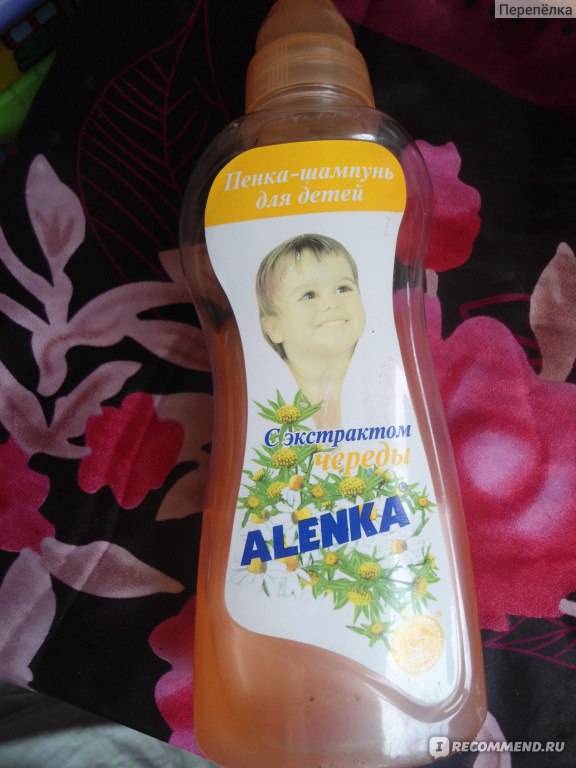 Перепёлка
Пенка-шампунь
для детей
С экстрактом
череды
ALENKA®
I RECOMMEND.RU